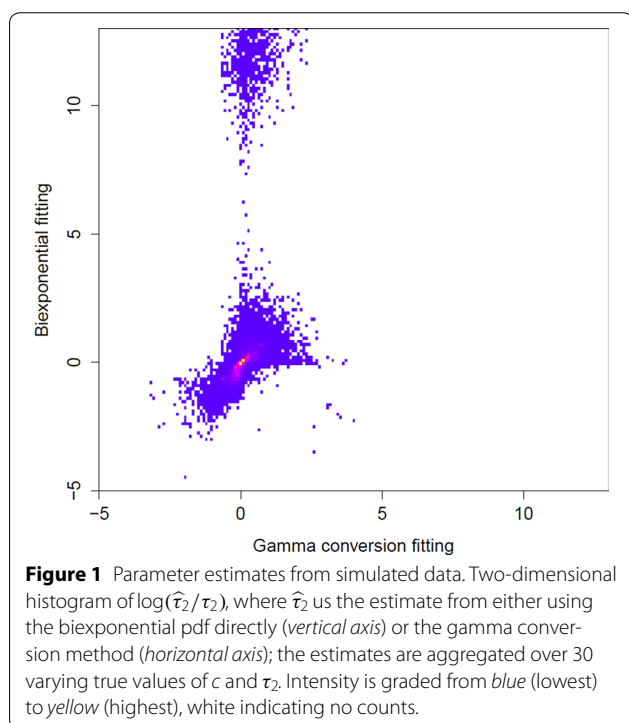 10
5
0
−5
Biexponential fitting
−5 0 5 10
Gamma conversion fitting
Figure 1 Parameter estimates from simulated data. Two-dimensional
histogram of log(τ̂₂/τ₂), where τ̂₂ us the estimate from either using
the biexponential pdf directly (vertical axis) or the gamma conver-
sion method (horizontal axis); the estimates are aggregated over 30
varying true values of c and τ₂. Intensity is graded from blue (lowest)
to yellow (highest), white indicating no counts.